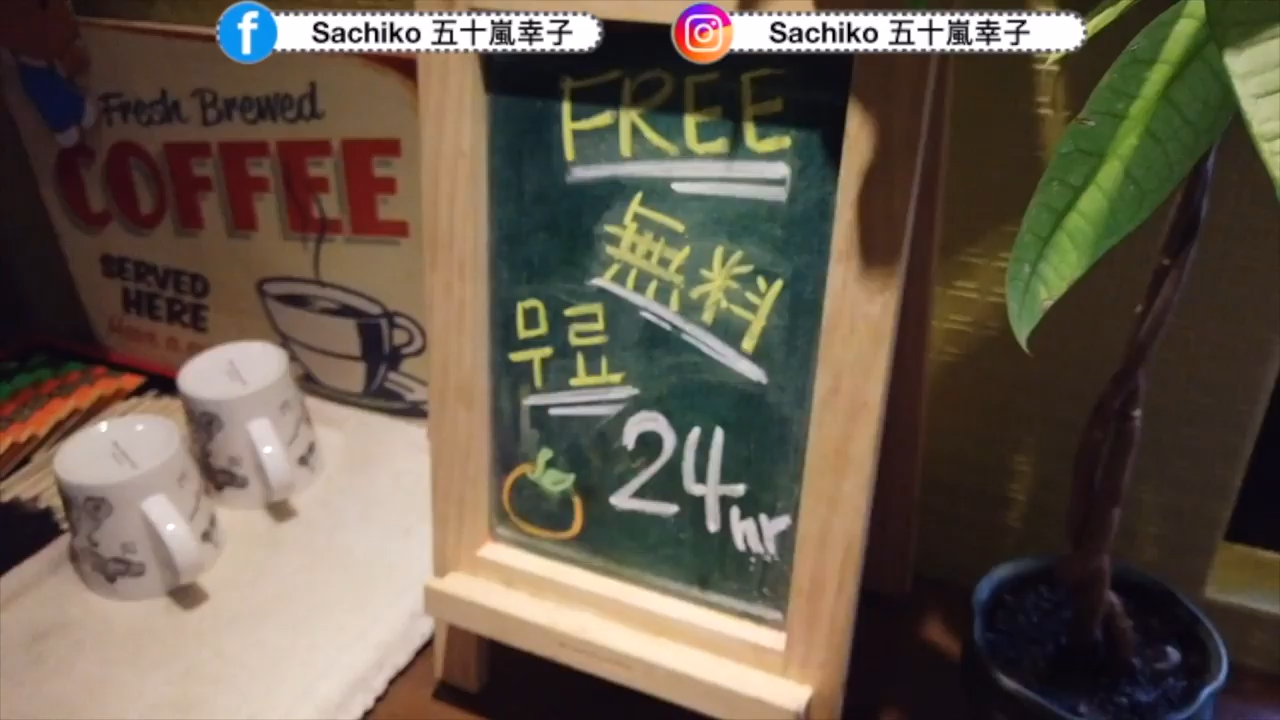 Sachiko 五十嵐幸子
Sachiko 五十嵐幸子
Fresh Brewed
COFFEE
SERVED
HERE
FREE
無料
무료
24hr